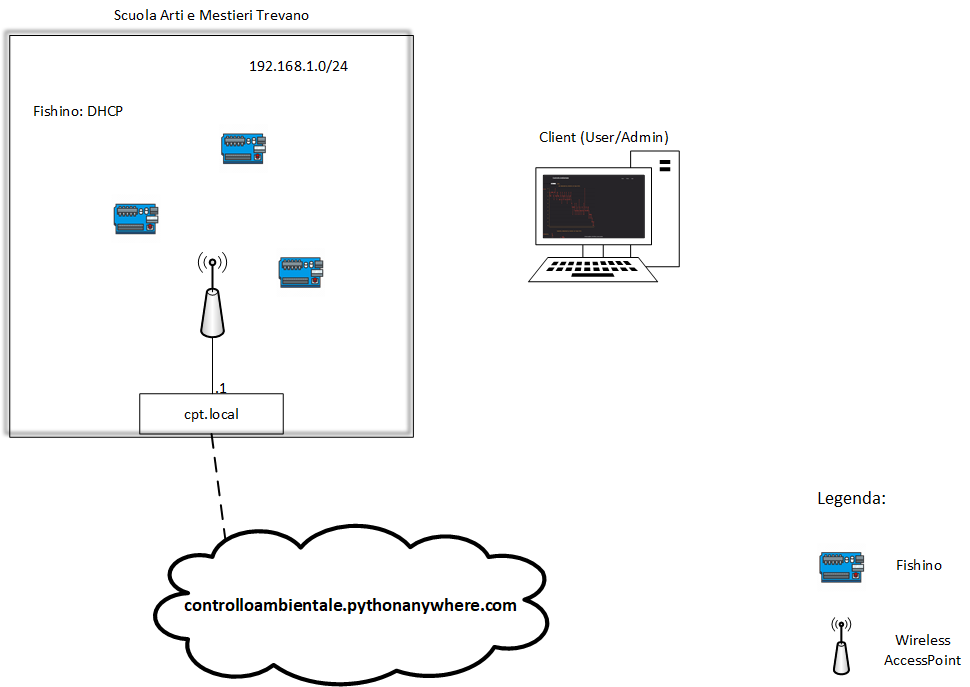 Scuola Arti e Mestieri Trevano
192.168.1.0/24
Fishino: DHCP
Client (User/Admin)
.1
cpt.local
controlloambientale.pythonanywhere.com
Legenda:
Fishino
Wireless
AccessPoint